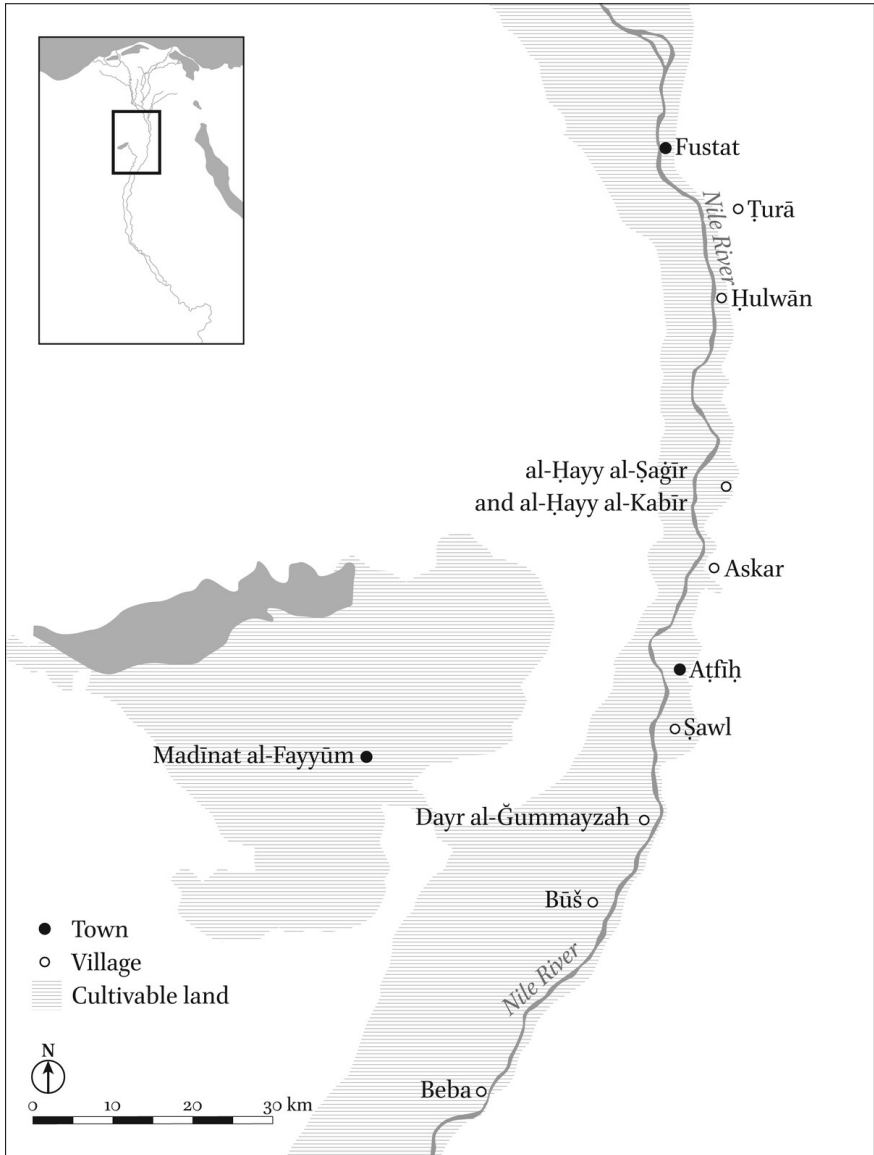 Fustat
Nile River
Ṭurā
Ḥulwān
al-Ḥayy al-Ṣaġīr
and al-Ḥayy al-Kabīr
Askar
Aṭfīḥ
Ṣawl
Madīnat al-Fayyūm
Dayr al-Ğummayzah
Būš
Nile River
Beba
Town
Village
Cultivable land
N
0 10 20 30 km